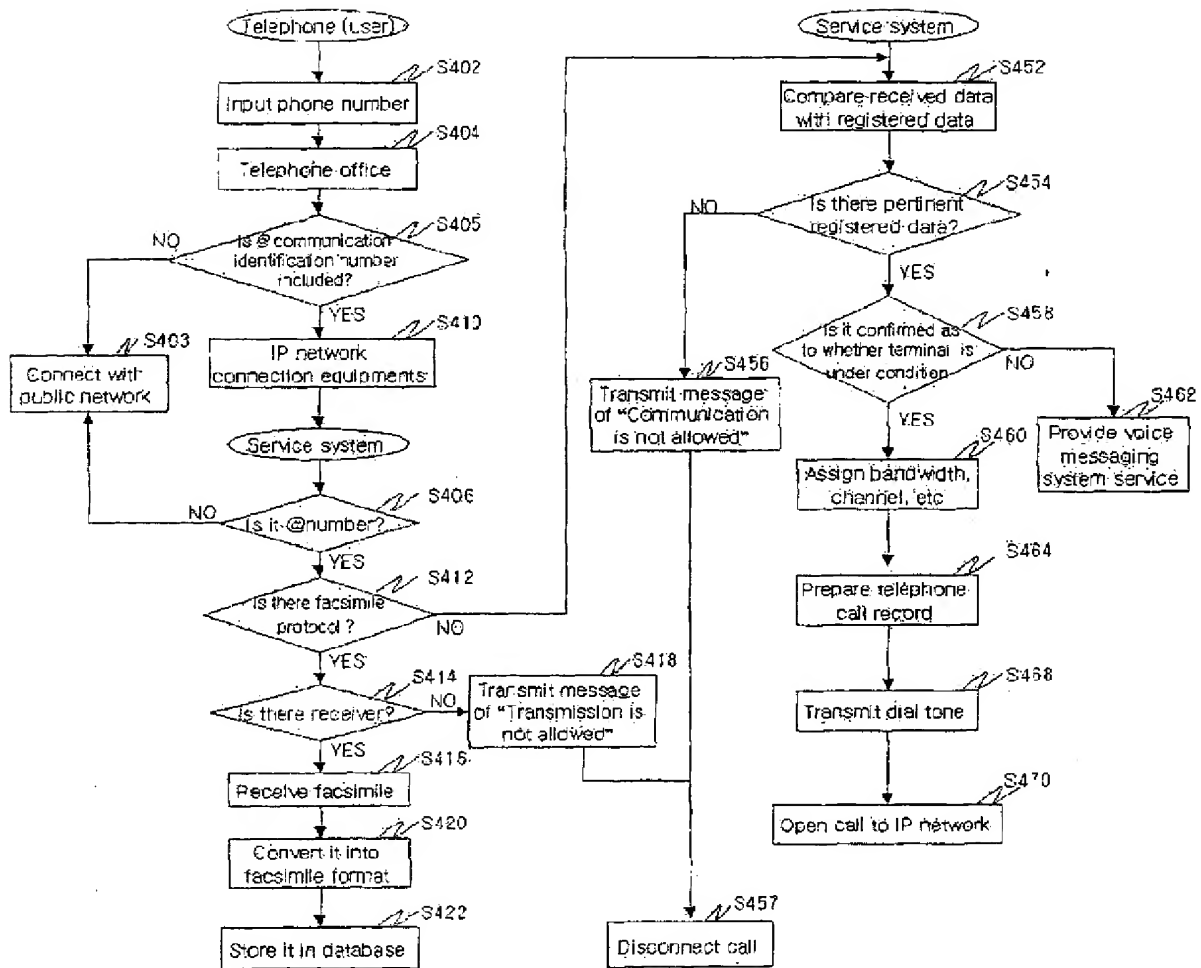 Telephone (user)
S402
Input phone number
S404
Telephone office
S405
Is @ communication
identification number
included?
NO
YES
S403
Connect with
public network
S410
IP network
connection equipments
Service system
S406
Is it @number?
NO
YES
S412
Is there facsimile
protocol ?
NO
YES
S414
Is there receiver?
NO
YES
S418
Transmit message
of "Transmission is
not allowed"
S416
Receive facsimile
S420
Convert it into
facsimile format
S422
Store it in database
Service system
S452
Compare received data
with registered data
S454
Is there pertinent
registered data?
NO
YES
S456
Transmit message
of "Communication
is not allowed"
S458
Is it confirmed as
to whether terminal is
under condition
NO
YES
S462
Provide voice
messaging
system service
S460
Assign bandwidth,
channel, etc
S464
Prepare telephone
call record
S468
Transmit dial tone
S470
Open call to IP network
S457
Disconnect call